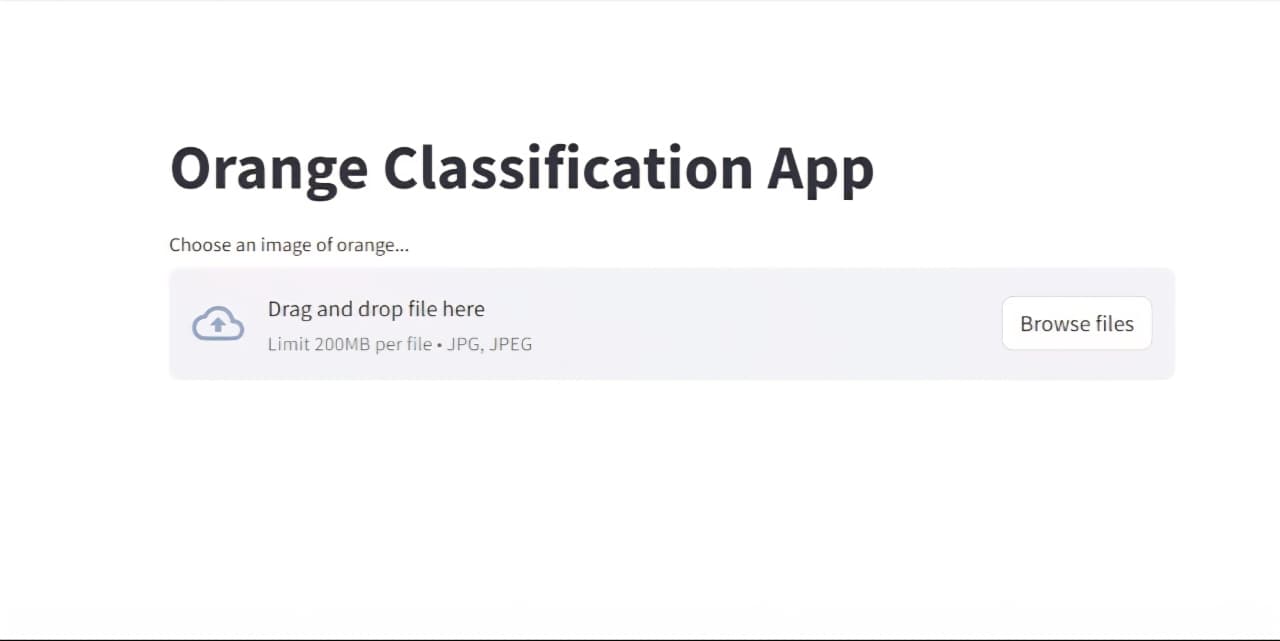 Orange Classification App
Choose an image of orange...
Drag and drop file here
Limit 200MB per file • JPG, JPEG
Browse files